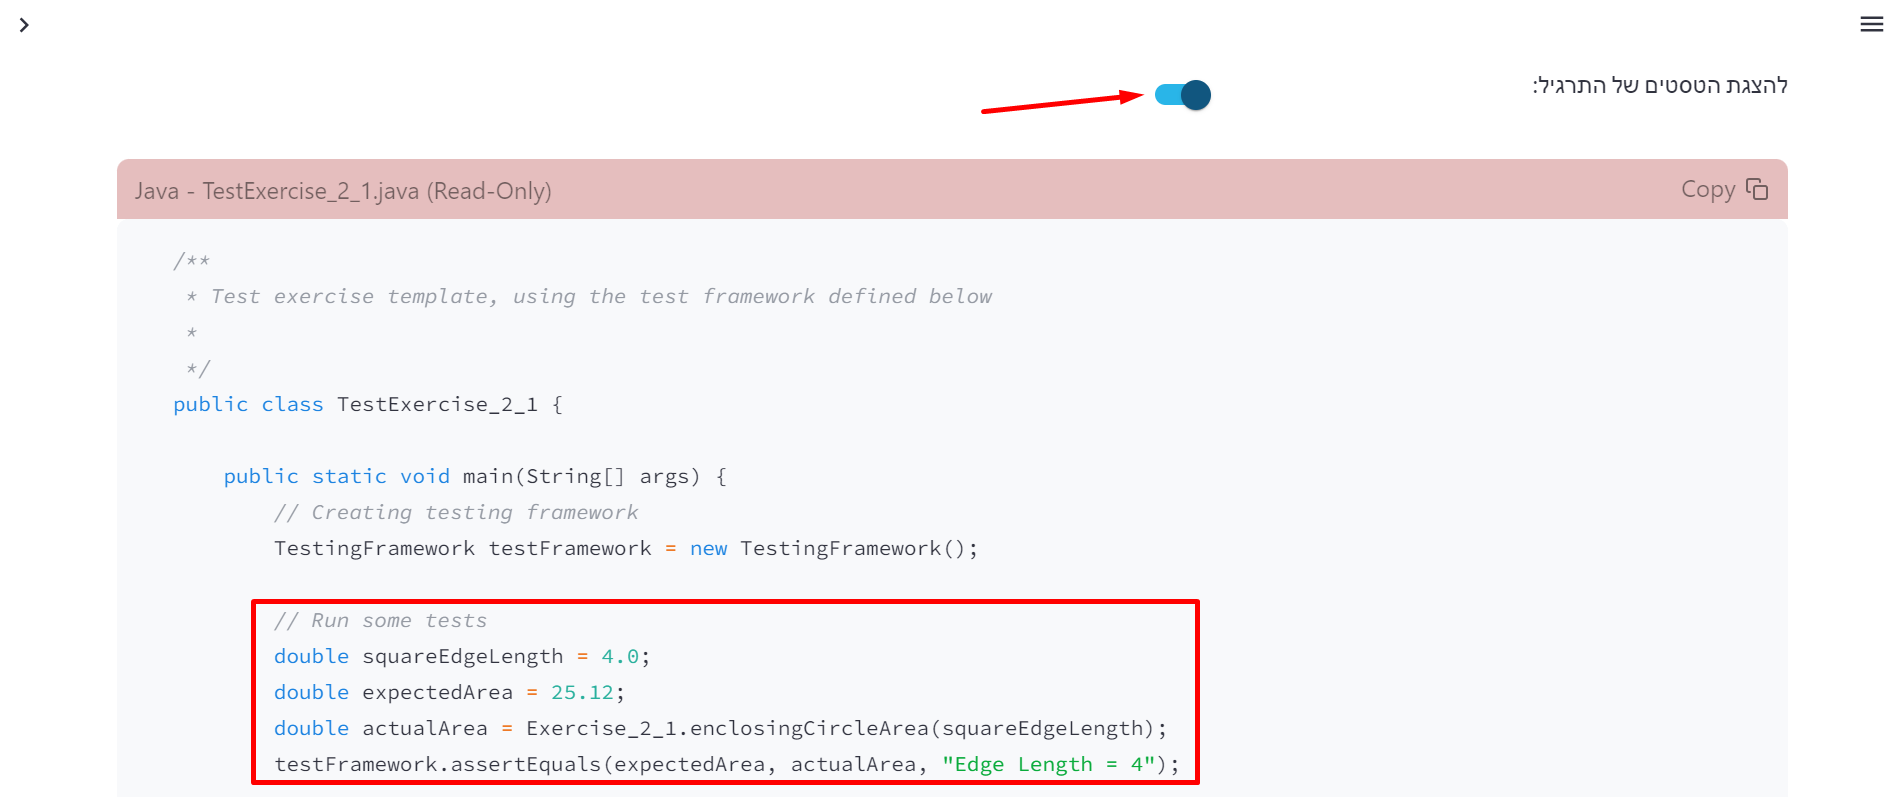 להצגת הטסטים של התרגיל:
Java - TestExercise_2_1.java (Read-Only)
Copy
/**
* Test exercise template, using the test framework defined below
*
*/
public class TestExercise_2_1 {
public static void main(String[] args) {
// Creating testing framework
TestingFramework testFramework = new TestingFramework();
// Run some tests
double squareEdgeLength = 4.0;
double expectedArea = 25.12;
double actualArea = Exercise_2_1.enclosingCircleArea(squareEdgeLength);
testFramework.assertEquals(expectedArea, actualArea, "Edge Length = 4");